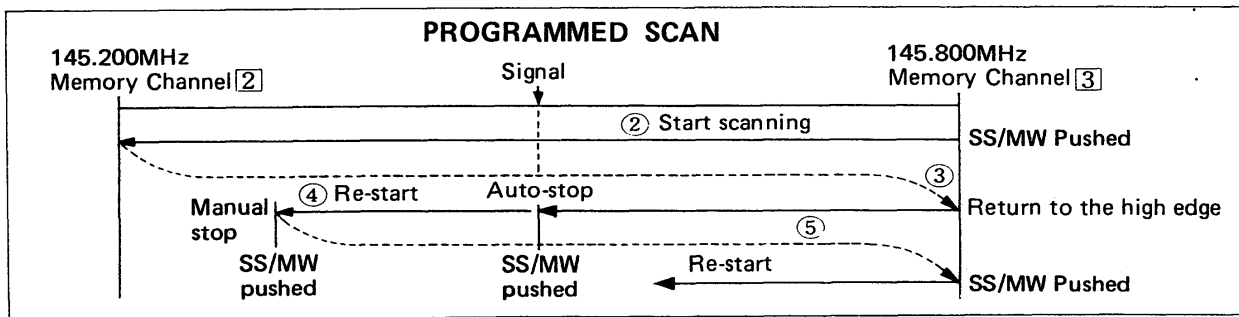 PROGRAMMED SCAN
145.200MHz
Memory Channel 2
Signal
145.800MHz
Memory Channel 3
② Start scanning
SS/MW Pushed
③
④ Re-start
Auto-stop
Manual
stop
Return to the high edge
⑤
SS/MW
pushed
SS/MW
pushed
Re-start
SS/MW Pushed